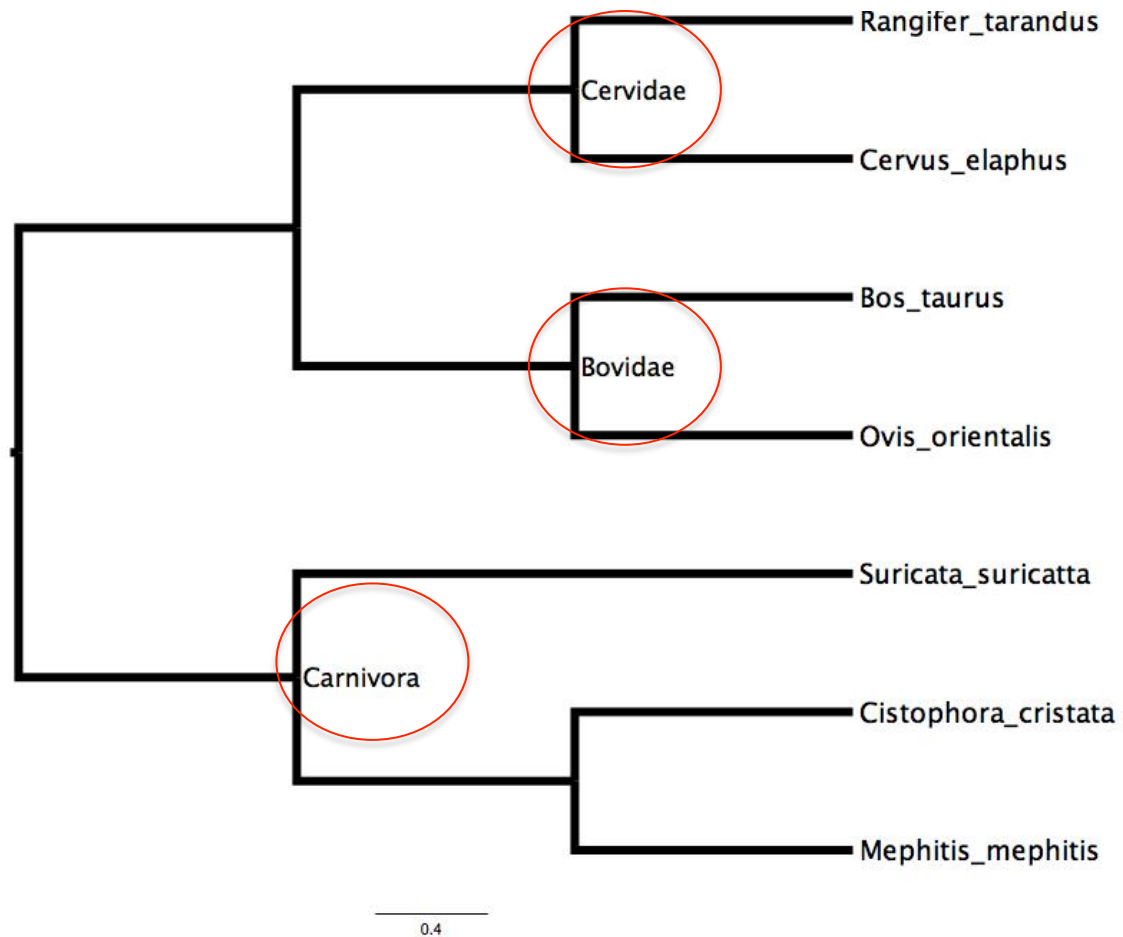 Rangifer_tarandus
Cervidae
Cervus_elaphus
Bos_taurus
Bovidae
Ovis_orientalis
Suricata_suricatta
Carnivora
Cistophora_cristata
Mephitis_mephitis
0.4